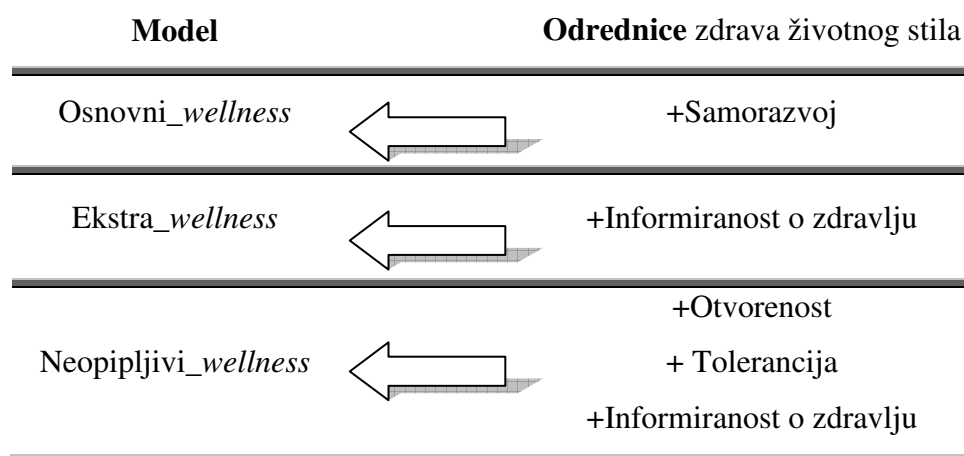 Model Odrednice zdrava životnog stila
Osnovni_wellness +Samorazvoj
Ekstra_wellness +Informiranost o zdravlju
+Otvorenost
Neopipljivi_wellness + Tolerancija
+Informiranost o zdravlju